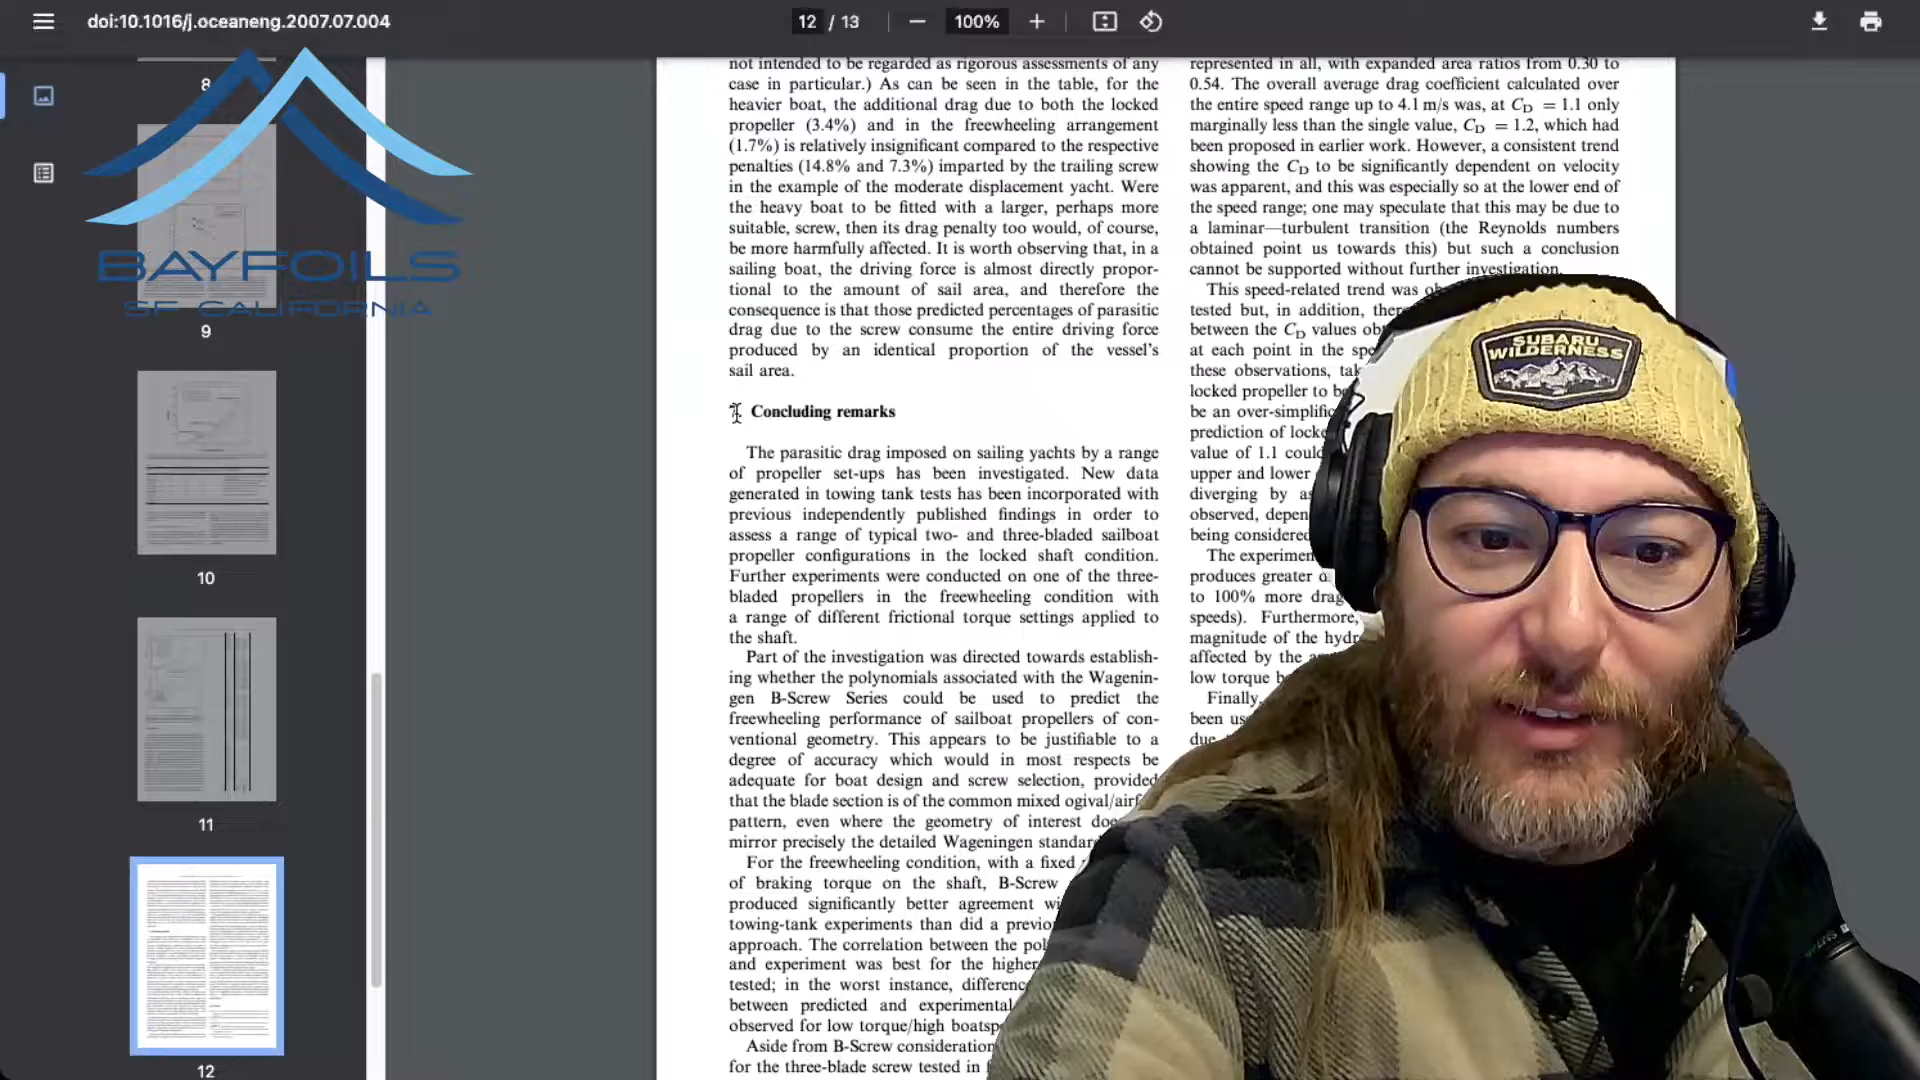 doi:10.1016/j.oceaneng.2007.07.004
12 / 13
100%
8
9
10
11
12
BAYFOILS
SF CALIFORNIA
not intended to be regarded as rigorous assessments of any
case in particular.) As can be seen in the table, for the
heavier boat, the additional drag due to both the locked
propeller (3.4%) and in the freewheeling arrangement
(1.7%) is relatively insignificant compared to the respective
penalties (14.8% and 7.3%) imparted by the trailing screw
in the example of the moderate displacement yacht. Were
the heavy boat to be fitted with a larger, perhaps more
suitable, screw, then its drag penalty too would, of course,
be more harmfully affected. It is worth observing that, in a
sailing boat, the driving force is almost directly propor-
tional to the amount of sail area, and therefore the
consequence is that those predicted percentages of parasitic
drag due to the screw consume the entire driving force
produced by an identical proportion of the vessel's
sail area.
Concluding remarks
The parasitic drag imposed on sailing yachts by a range
of propeller set-ups has been investigated. New data
generated in towing tank tests has been incorporated with
previous independently published findings in order to
assess a range of typical two- and three-bladed sailboat
propeller configurations in the locked shaft condition.
Further experiments were conducted on one of the three-
bladed propellers in the freewheeling condition with
a range of different frictional torque settings applied to
the shaft.
Part of the investigation was directed towards establish-
ing whether the polynomials associated with the Wagenin-
gen B-Screw Series could be used to predict the
freewheeling performance of sailboat propellers of con-
ventional geometry. This appears to be justifiable to a
degree of accuracy which would in most respects be
adequate for boat design and screw selection, provided
that the blade section is of the common mixed ogival/
pattern, even where the geometry of interest
mirror precisely the detailed Wageningen
For the freewheeling condition, with a fixed
of braking torque on the shaft, B-Screw
produced significantly better agreement
towing-tank experiments than did a
approach. The correlation between the
and experiment was best for the higher
tested; in the worst instance,
between predicted and experimental
observed for low torque/high
Aside from B-Screw
for the three-blade screw tested in
represented in all, with expanded area ratios from 0.30 to
0.54. The overall average drag coefficient calculated over
the entire speed range up to 4.1 m/s was, at CD = 1.1 only
marginally less than the single value, CD = 1.2, which had
been proposed in earlier work. However, a consistent trend
showing the CD to be significantly dependent on velocity
was apparent, and this was especially so at the lower end of
the speed range; one may speculate that this may be due to
a laminar—turbulent transition (the Reynolds numbers
obtained point us towards this) but such a conclusion
cannot be supported without further investigation.
This speed-related trend was
tested but, in addition,
between the CD values
at each point in the
these observations,
locked propeller to
be an
prediction of
value of 1.1
upper and lower
diverging by
observed,
being considered
The
produces greater
to 100% more drag
speeds). Furthermore,
magnitude of the
affected by the
low torque
Finally,
been
due
SUBARU
WILDERNESS